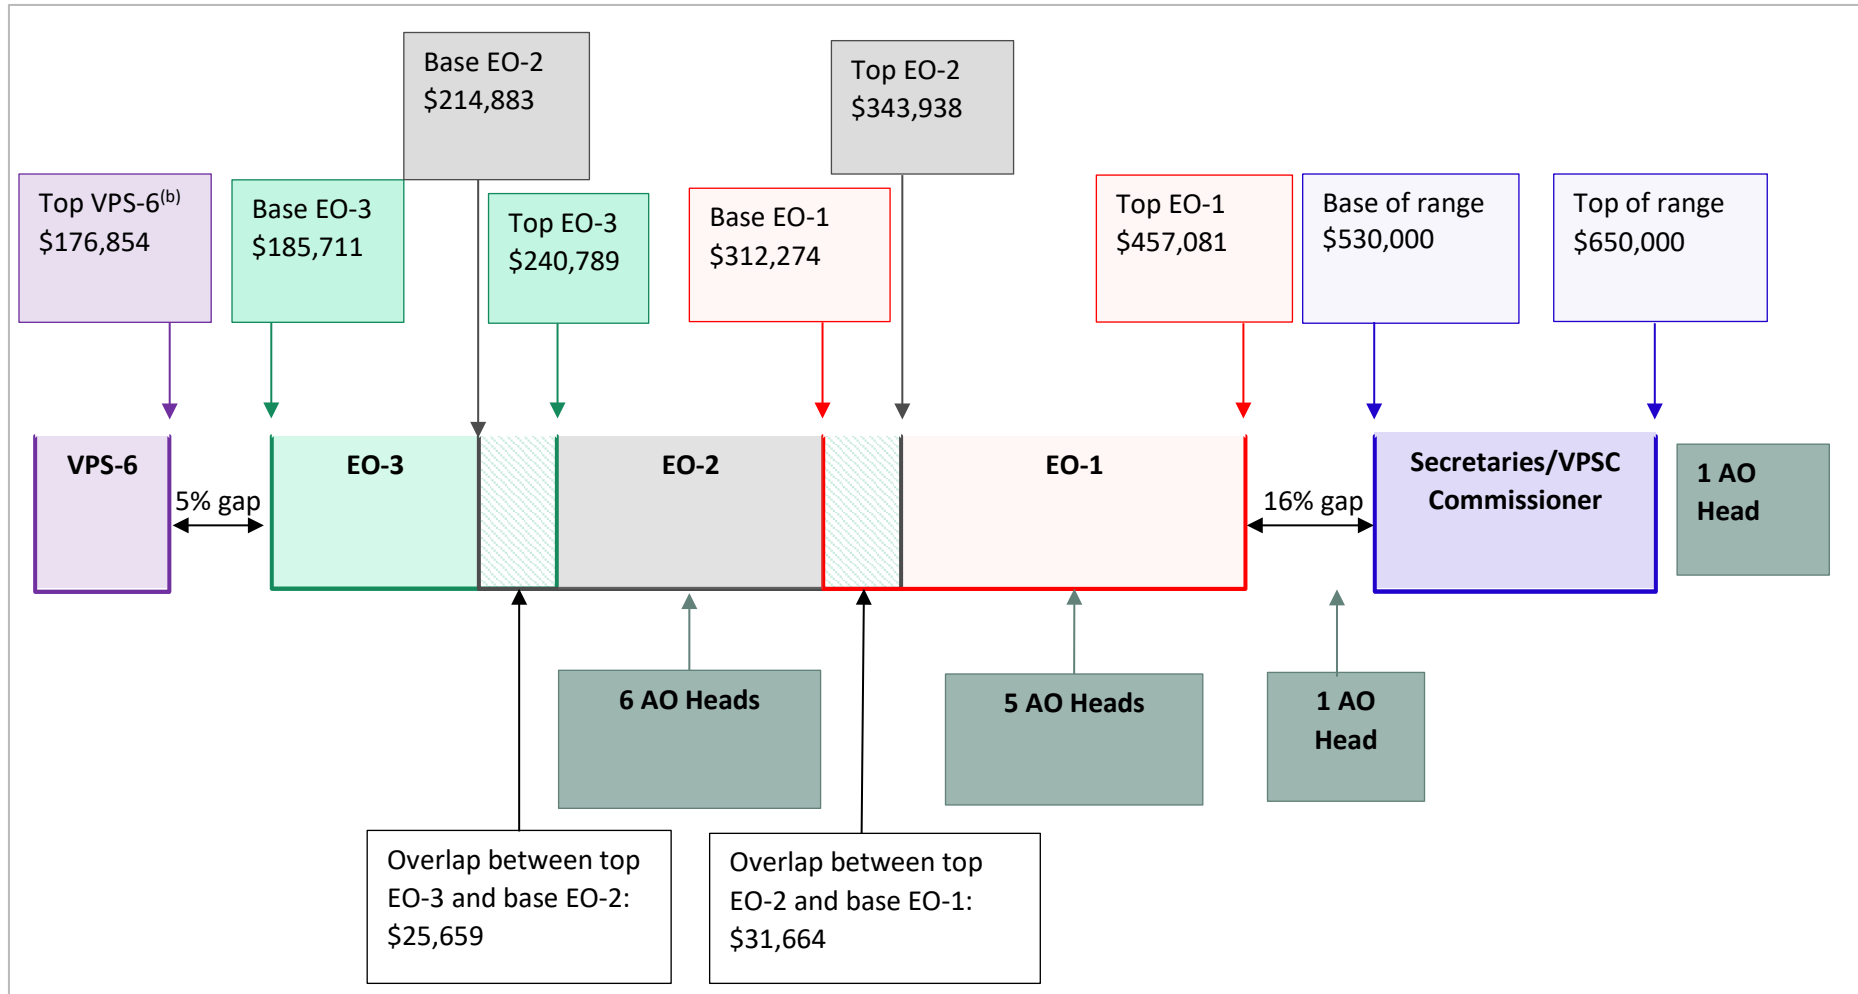 Base EO-2
$214,883
Top EO-2
$343,938
Top VPS-6(b)
$176,854
Base EO-3
$185,711
Top EO-3
$240,789
Base EO-1
$312,274
Top EO-1
$457,081
Base of range
$530,000
Top of range
$650,000
VPS-6
5% gap
EO-3
EO-2
EO-1
16% gap
Secretaries/VPSC
Commissioner
1 AO
Head
6 AO Heads
5 AO Heads
1 AO
Head
Overlap between top
EO-3 and base EO-2:
$25,659
Overlap between top
EO-2 and base EO-1:
$31,664